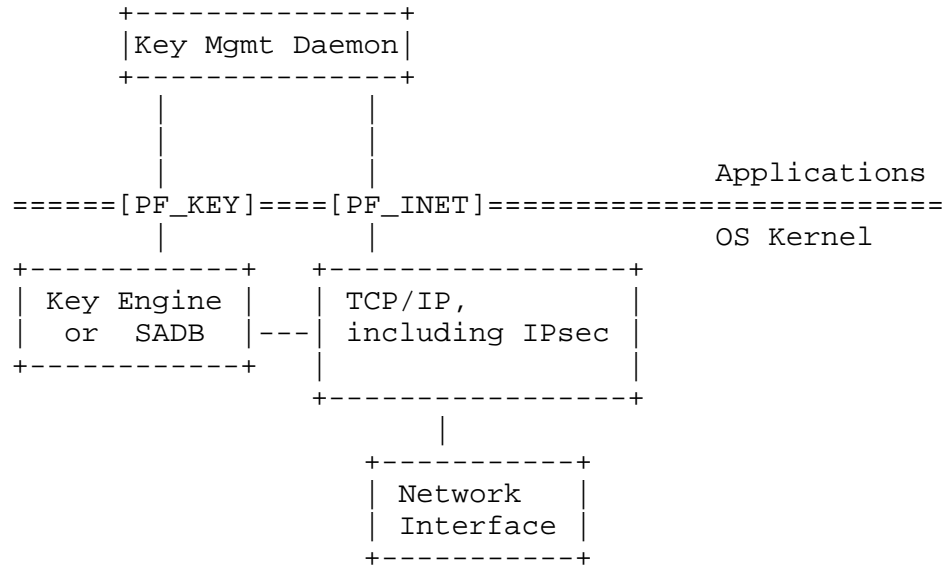 +---------------+
|Key Mgmt Daemon|
+---------------+
|           |
|           |
|           |                   Applications
======[PF_KEY]====[PF_INET]==========================
|           |                   OS Kernel
+------------+   +-----------------+
| Key Engine |   | TCP/IP,         |
|  or  SADB  |---| including IPsec |
+------------+   |                 |
+-----------------+
|
+-----------+
| Network   |
| Interface |
+-----------+